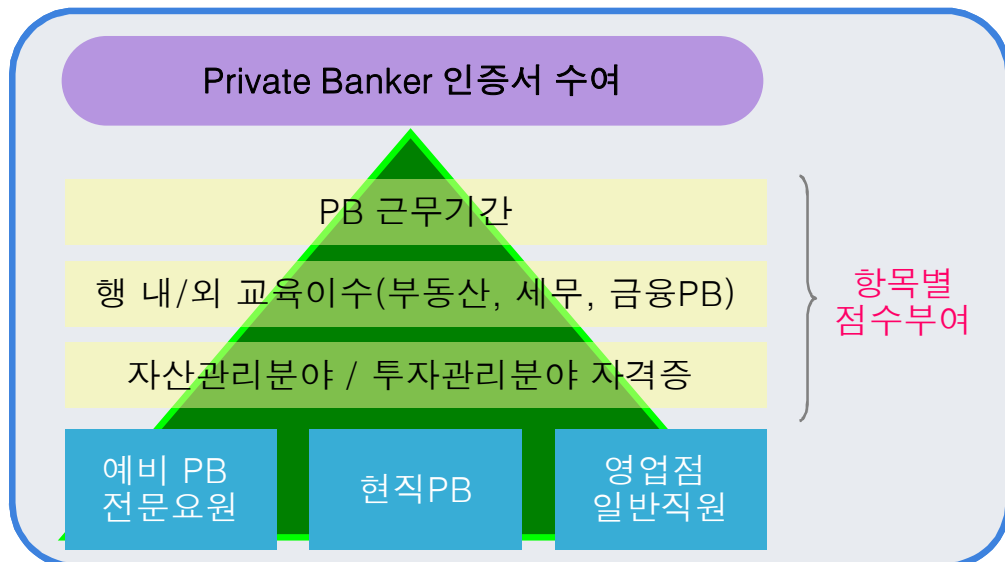 Private Banker 인증서 수여
PB 근무기간
행 내/외 교육이수(부동산, 세무, 금융PB)
자산관리분야 / 투자관리분야 자격증
항목별
점수부여
예비 PB
전문요원
현직PB
영업점
일반직원